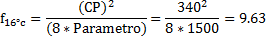 f₁₆°c = (CP)² / (8 * Parametro) = 340² / (8 * 1500) = 9.63